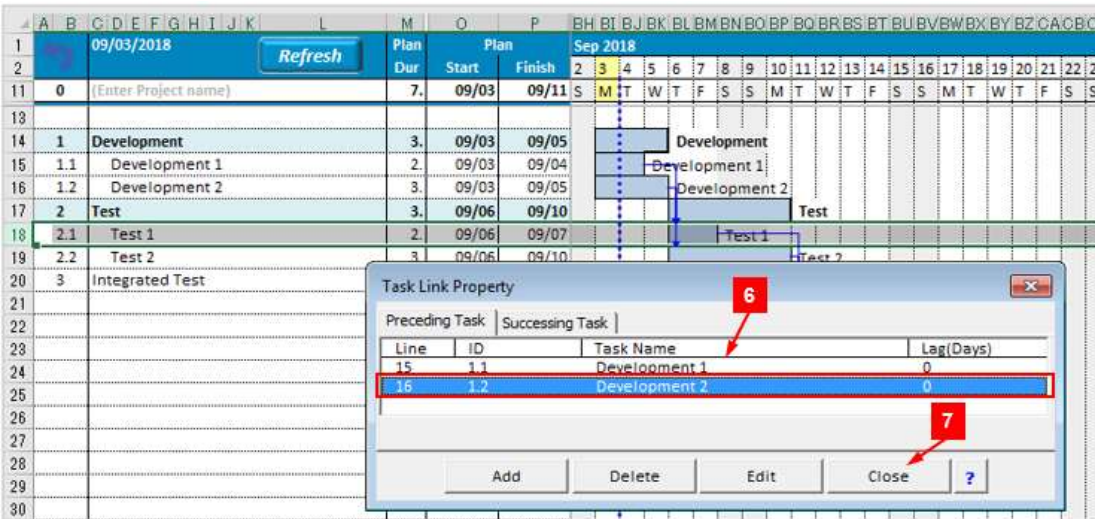 A B C D E F G H I J K L M O P BH BI BJ BK BL BM BN BO BP BQ BR BS BT BU BV BW BX BY BZ CA CB
1 09/03/2018 Refresh Plan Plan Sep 2018
2 Dur Start Finish 2 3 4 5 6 7 8 9 10 11 12 13 14 15 16 17 18 19 20 21 22
11 0 (Enter Project name) 7. 09/03 09/11 S M T W T F S S M T W T F S S M T W T F S
13
14 1 Development 3. 09/03 09/05 Development
15 1.1 Development 1 2. 09/03 09/04 Development 1
16 1.2 Development 2 3. 09/03 09/05 Development 2
17 2 Test 3. 09/06 09/10 Test
18 2.1 Test 1 2. 09/06 09/07 Test 1
19 2.2 Test 2 3 09/06 09/10 Test 2
20 3 Integrated Test
21
22
23
24
25
26
27
28
29
30
Task Link Property
6
Preceding Task Successing Task
Line ID Task Name Lag(Days)
15 1.1 Development 1 0
16 1.2 Development 2 0
7
Add Delete Edit Close ?